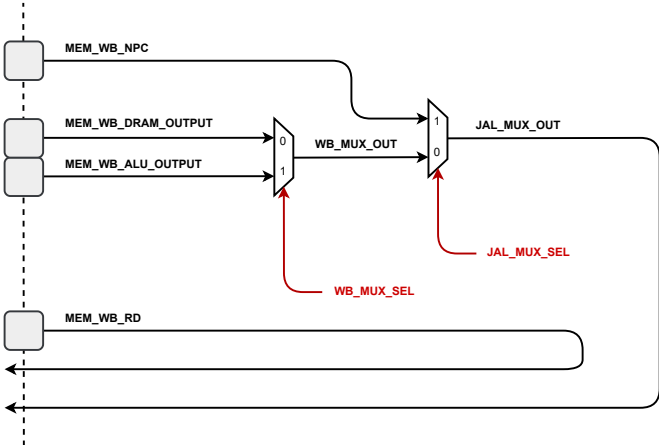 MEM_WB_NPC
MEM_WB_DRAM_OUTPUT
1
JAL_MUX_OUT
0
WB_MUX_OUT
0
MEM_WB_ALU_OUTPUT
1
JAL_MUX_SEL
WB_MUX_SEL
MEM_WB_RD